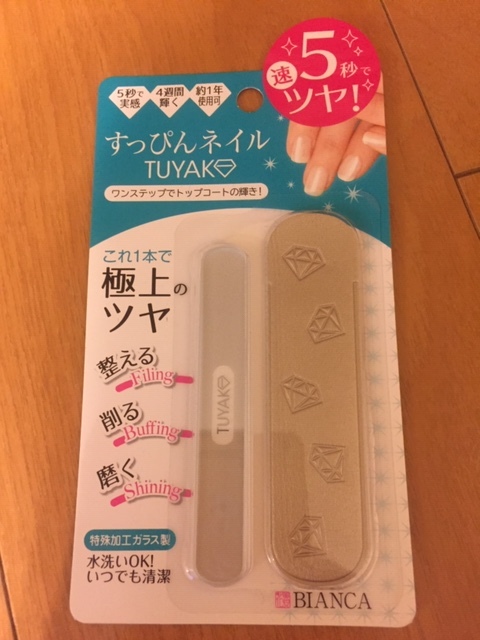 速
5秒で
ツヤ!
5秒で
実感
4週間
輝く
約1年
使用可
すっぴんネイル
TUYAKO
ワンステップでトップコートの輝き!
これ1本で
極上の
ツヤ
整える
Filing
削る
Buffing
磨く
Shining
TUYAKO
特殊加工ガラス製
水洗いOK!
いつでも清潔
BIANCA